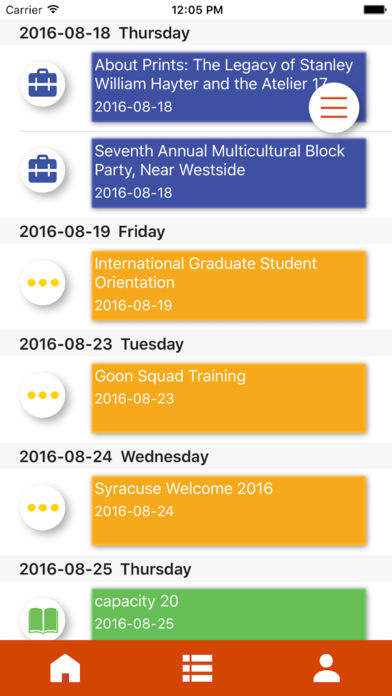 Carrier 12:05 PM
2016-08-18 Thursday
About Prints: The Legacy of Stanley
William Hayter and the Atelier 17
2016-08-18
Seventh Annual Multicultural Block
Party, Near Westside
2016-08-18
2016-08-19 Friday
International Graduate Student
Orientation
2016-08-19
2016-08-23 Tuesday
Goon Squad Training
2016-08-23
2016-08-24 Wednesday
Syracuse Welcome 2016
2016-08-24
2016-08-25 Thursday
capacity 20
2016-08-25